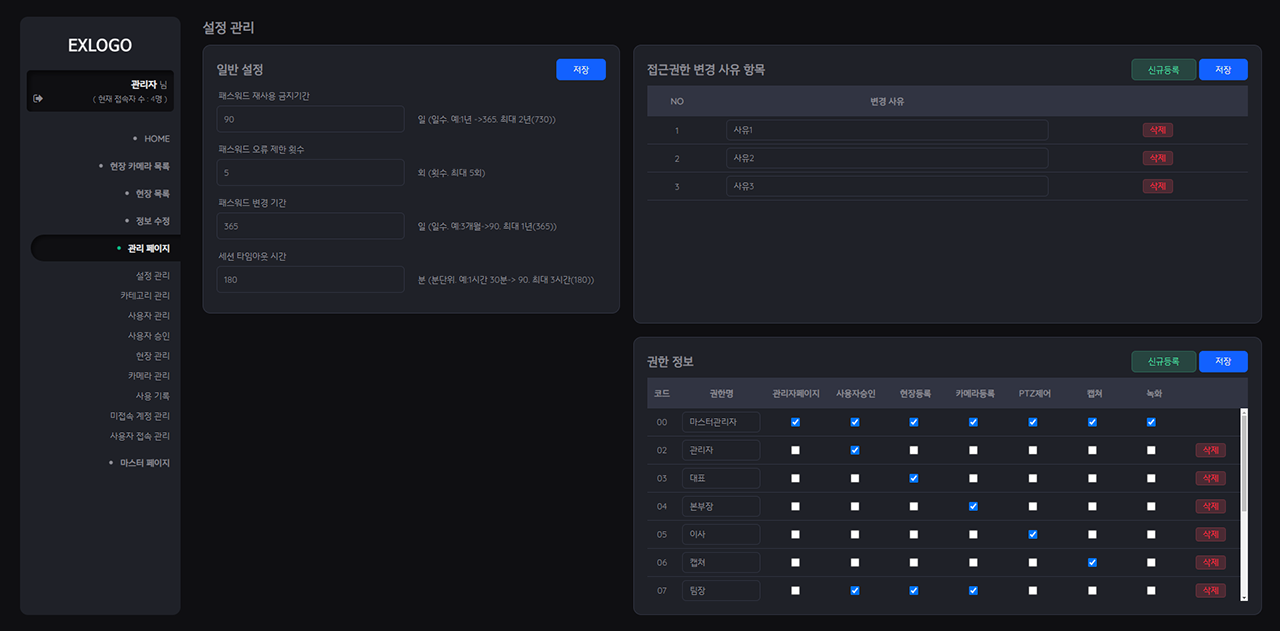 EXLOGO
관리자 님
( 현재 접속자 수 : 4명 )
HOME
현장 카메라 목록
현장 목록
정보 수정
관리 페이지
설정 관리
카테고리 관리
사용자 관리
사용자 승인
현장 관리
카메라 관리
사용 기록
미접속 계정 관리
사용자 접속 관리
마스터 페이지
설정 관리
일반 설정 저장
패스워드 재사용 금지기간
90 일 (일수. 예:1년 ->365. 최대 2년(730))
패스워드 오류 제안 횟수
5 회 (횟수. 최대 5회)
패스워드 변경 기간
365 일 (일수. 예:3개월->90. 최대 1년(365))
세션 타임아웃 시간
180 분 (분단위. 예:1시간 30분-> 90. 최대 3시간(180))
접근권한 변경 사유 항목 신규등록 저장
NO 변경 사유
1 사유1 삭제
2 사유2 삭제
3 사유3 삭제
권한 정보 신규등록 저장
코드 권한명 관리자페이지 사용자승인 현장등록 카메라등록 PTZ제어 캡쳐 녹화
00 마스터관리자
02 관리자 삭제
03 대표 삭제
04 본부장 삭제
05 이사 삭제
06 캡쳐 삭제
07 팀장 삭제